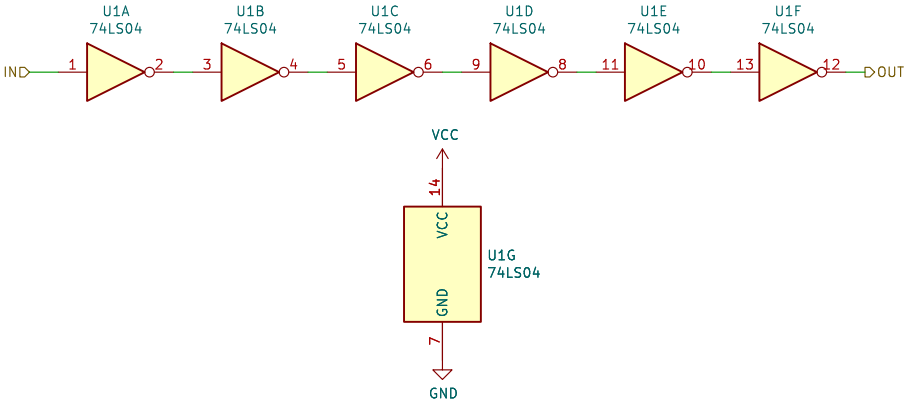 U1A
74LS04
U1B
74LS04
U1C
74LS04
U1D
74LS04
U1E
74LS04
U1F
74LS04
IN
1
2
3
4
5
6
9
8
11
10
13
12
OUT
VCC
14
VCC
U1G
74LS04
GND
7
GND